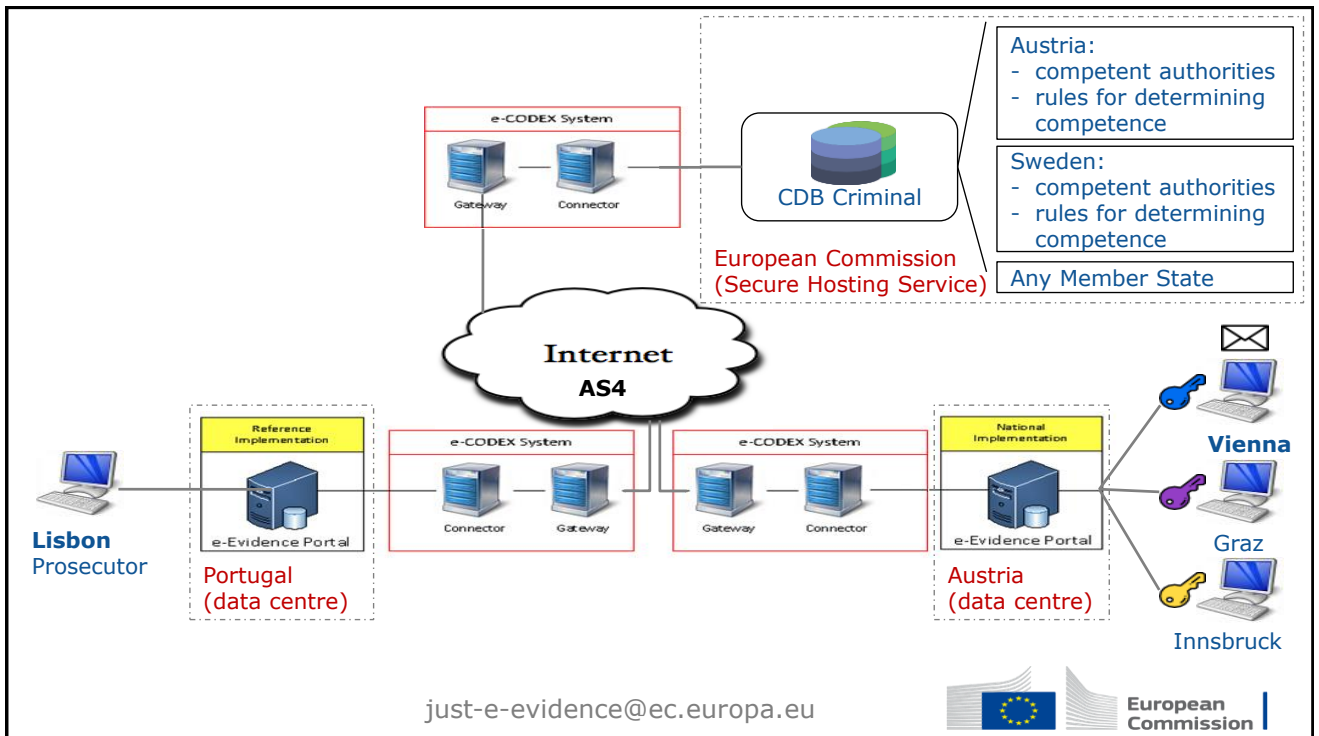 Austria:
- competent authorities
- rules for determining
competence
e-CODEX System
Gateway
Connector
CDB Criminal
Sweden:
- competent authorities
- rules for determining
competence
European Commission
(Secure Hosting Service)
Any Member State
Internet
AS4
Reference
Implementation
e-Evidence Portal
e-CODEX System
Connector
Gateway
e-CODEX System
Gateway
Connector
National
Implementation
e-Evidence Portal
Vienna
Graz
Innsbruck
Lisbon
Prosecutor
Portugal
(data centre)
Austria
(data centre)
just-e-evidence@ec.europa.eu
European
Commission